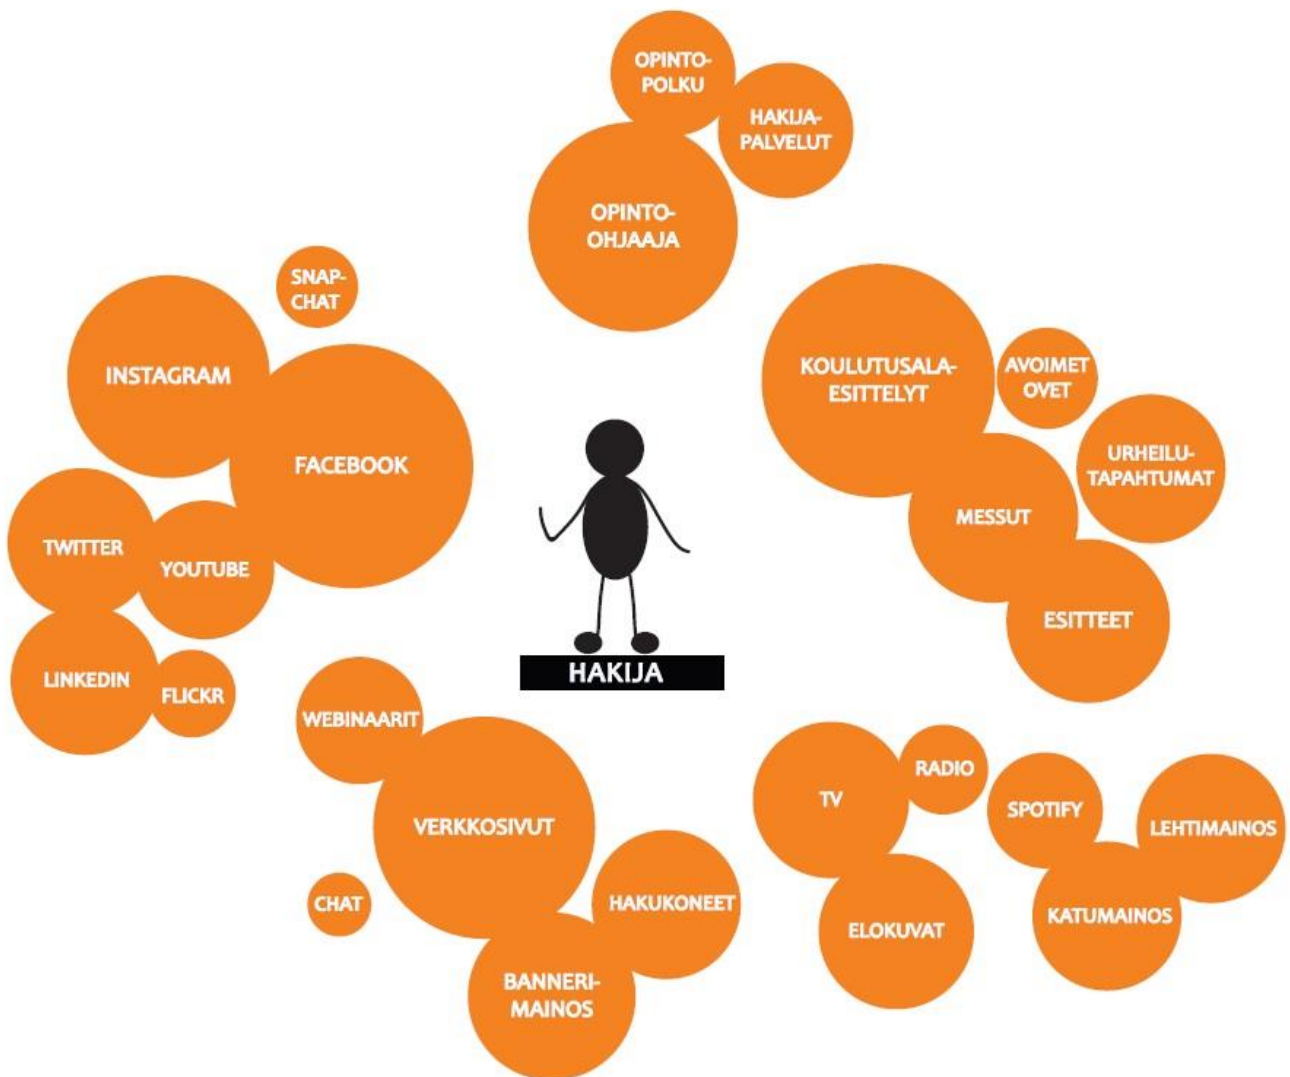 OPINTO-
POLKU
HAKIJA-
PALVELUT
OPINTO-
OHJAAJA
SNAP-
CHAT
INSTAGRAM
FACEBOOK
TWITTER
YOUTUBE
LINKEDIN
FLICKR
KOULUTUSALA-
ESITTELYT
AVOIMET
OVET
URHEILU-
TAPAHTUMAT
MESSUT
ESITTEET
HAKIJA
WEBINAARIT
VERKKOSIVUT
CHAT
HAKUKONEET
BANNERI-
MAINOS
TV
RADIO
SPOTIFY
LEHTIMAINOS
ELOKUVAT
KATUMAINOS